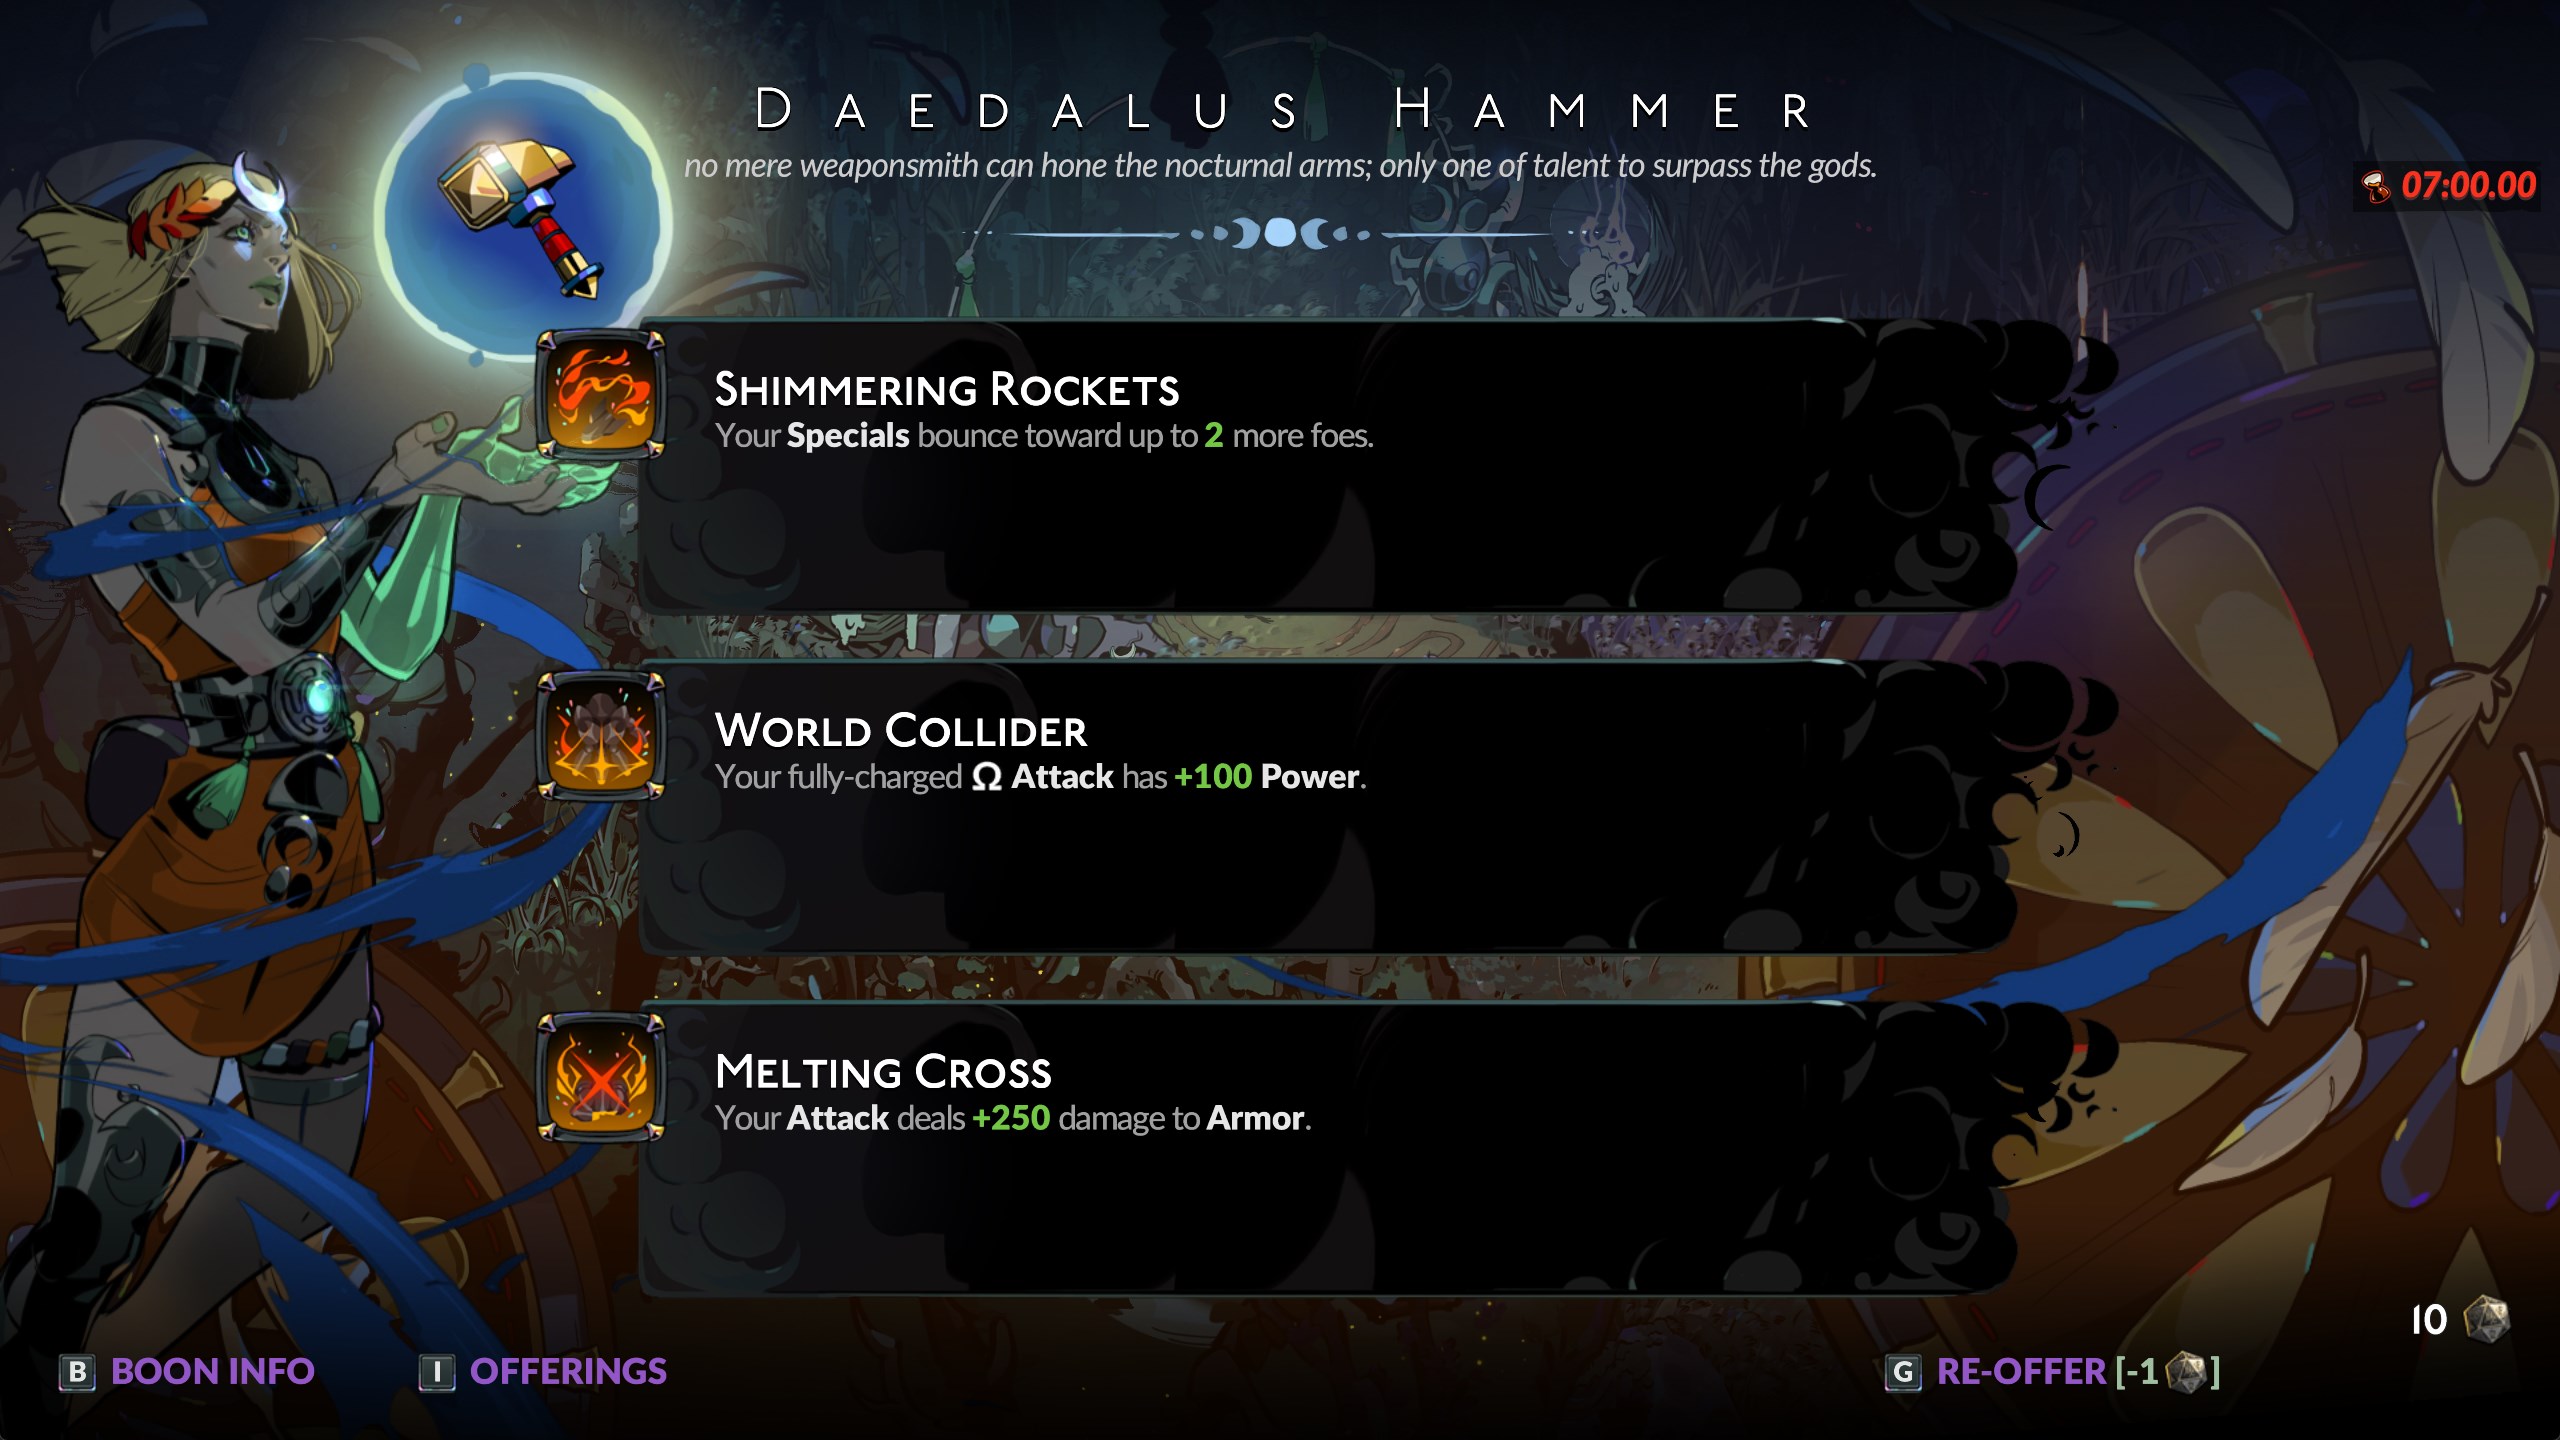 DAEDALUS HAMMER
no mere weaponsmith can hone the nocturnal arms; only one of talent to surpass the gods.
07:00.00
SHIMMERING ROCKETS
Your Specials bounce toward up to 2 more foes.
WORLD COLLIDER
Your fully-charged Ω Attack has +100 Power.
MELTING CROSS
Your Attack deals +250 damage to Armor.
10
B BOON INFO
I OFFERINGS
G RE-OFFER [-1 ]